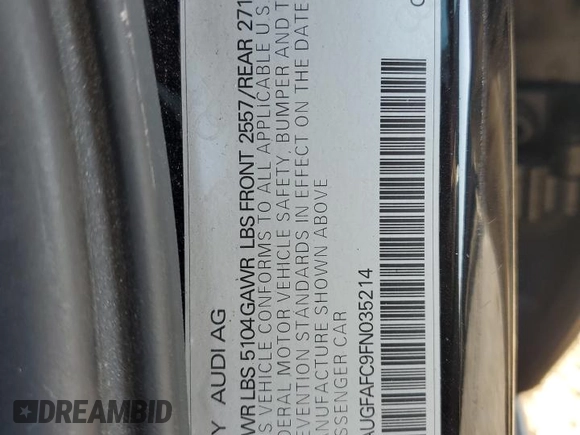 Y AUDI AG
WR LBS 5104 GAWR LBS FRONT 2557/REAR 271
S VEHICLE CONFORMS TO ALL APPLICABLE U.S
DERAL MOTOR VEHICLE SAFETY, BUMPER AND T
EVENTION STANDARDS IN EFFECT ON THE DATE
ANUFACTURE SHOWN ABOVE
SSENGER CAR
AUGFAFC9FN035214
DREAMBID